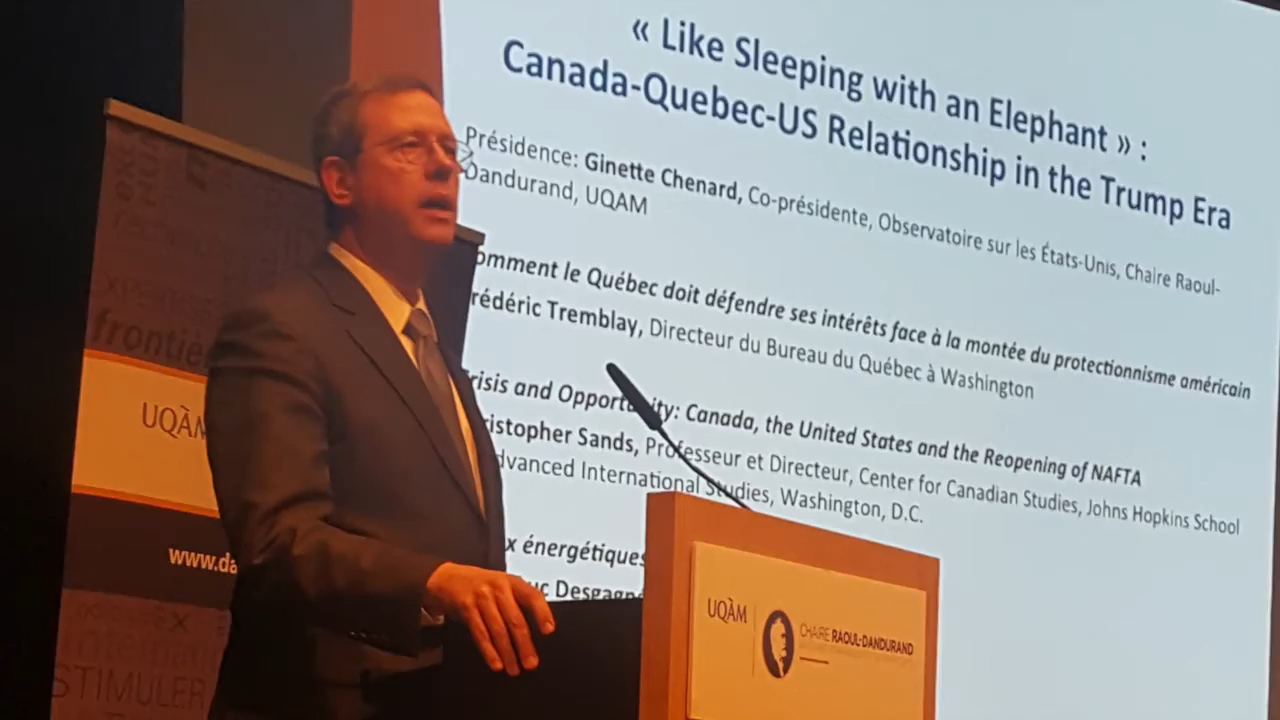 « Like Sleeping with an Elephant » :
Canada-Quebec-US Relationship in the Trump Era
Présidence: Ginette Chenard, Co-présidente, Observatoire sur les États-Unis, Chaire Raoul-
Dandurand, UQAM
omment le Québec doit défendre ses intérêts face à la montée du protectionnisme américain
rédéric Tremblay, Directeur du Bureau du Québec à Washington
risis and Opportunity: Canada, the United States and the Reopening of NAFTA
ristopher Sands, Professeur et Directeur, Center for Canadian Studies, Johns Hopkins School
dvanced International Studies, Washington, D.C.
x énergétiques
uc Desgagn
frontiè
UQÀM
www.da
STIMULER
UQÀM
CHAIRE RAOUL-DANDURAND